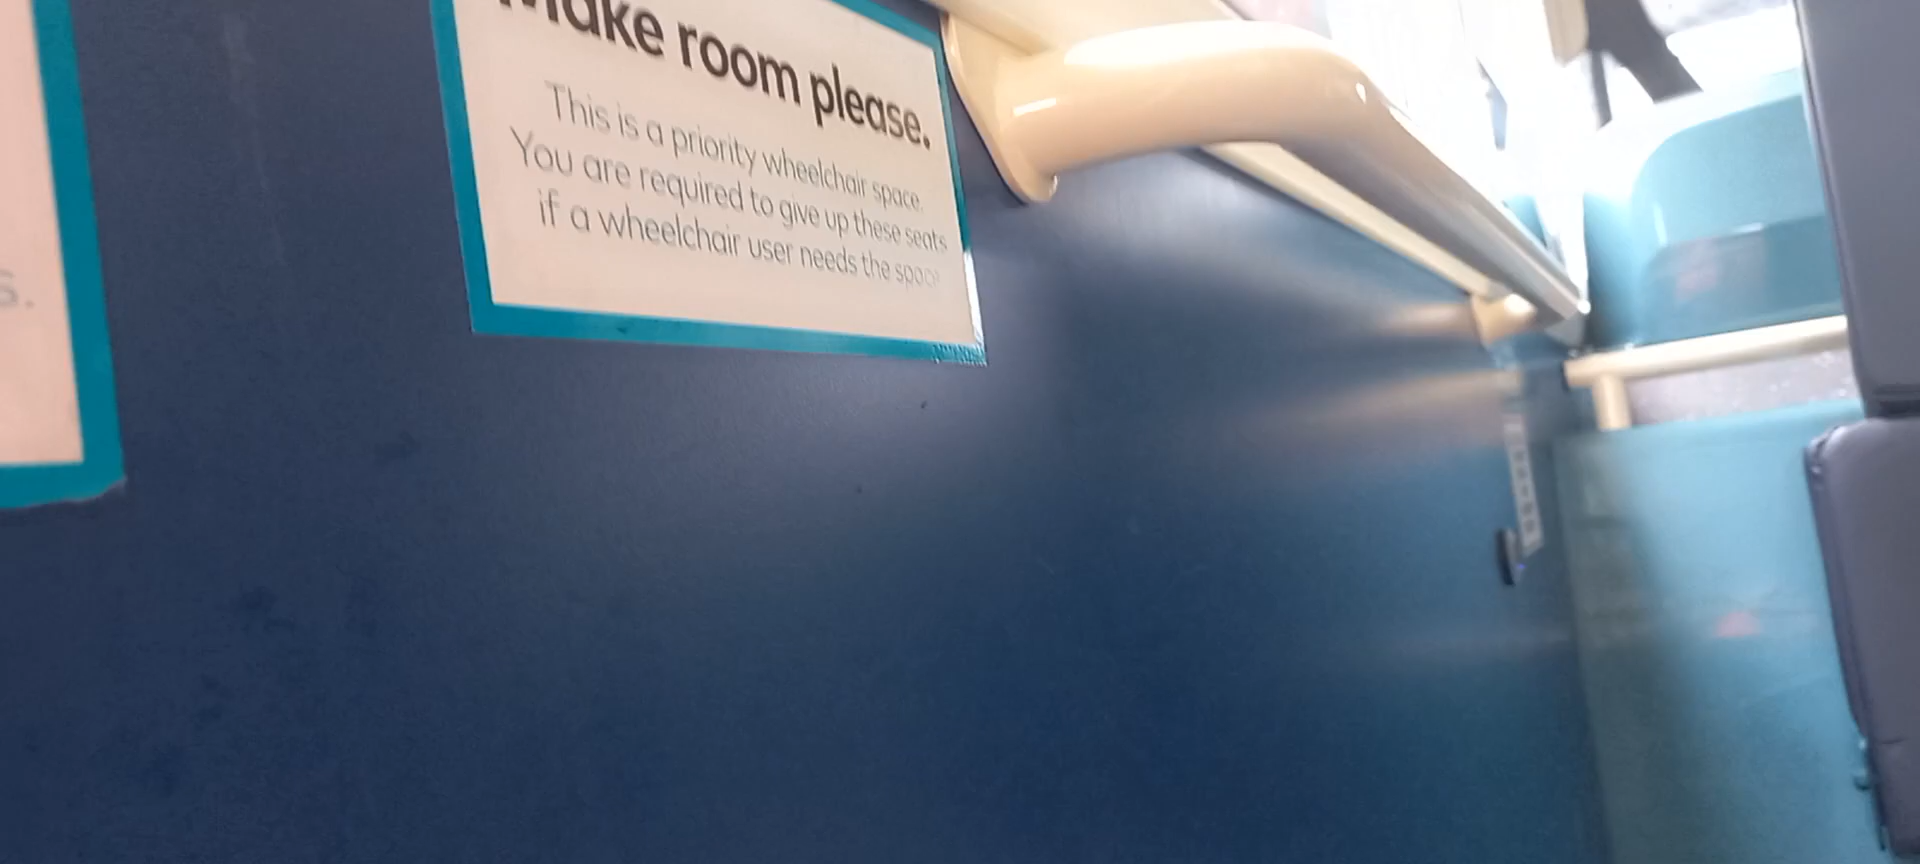 Make room please.
This is a priority wheelchair space.
You are required to give up these seats
if a wheelchair user needs the space
s.